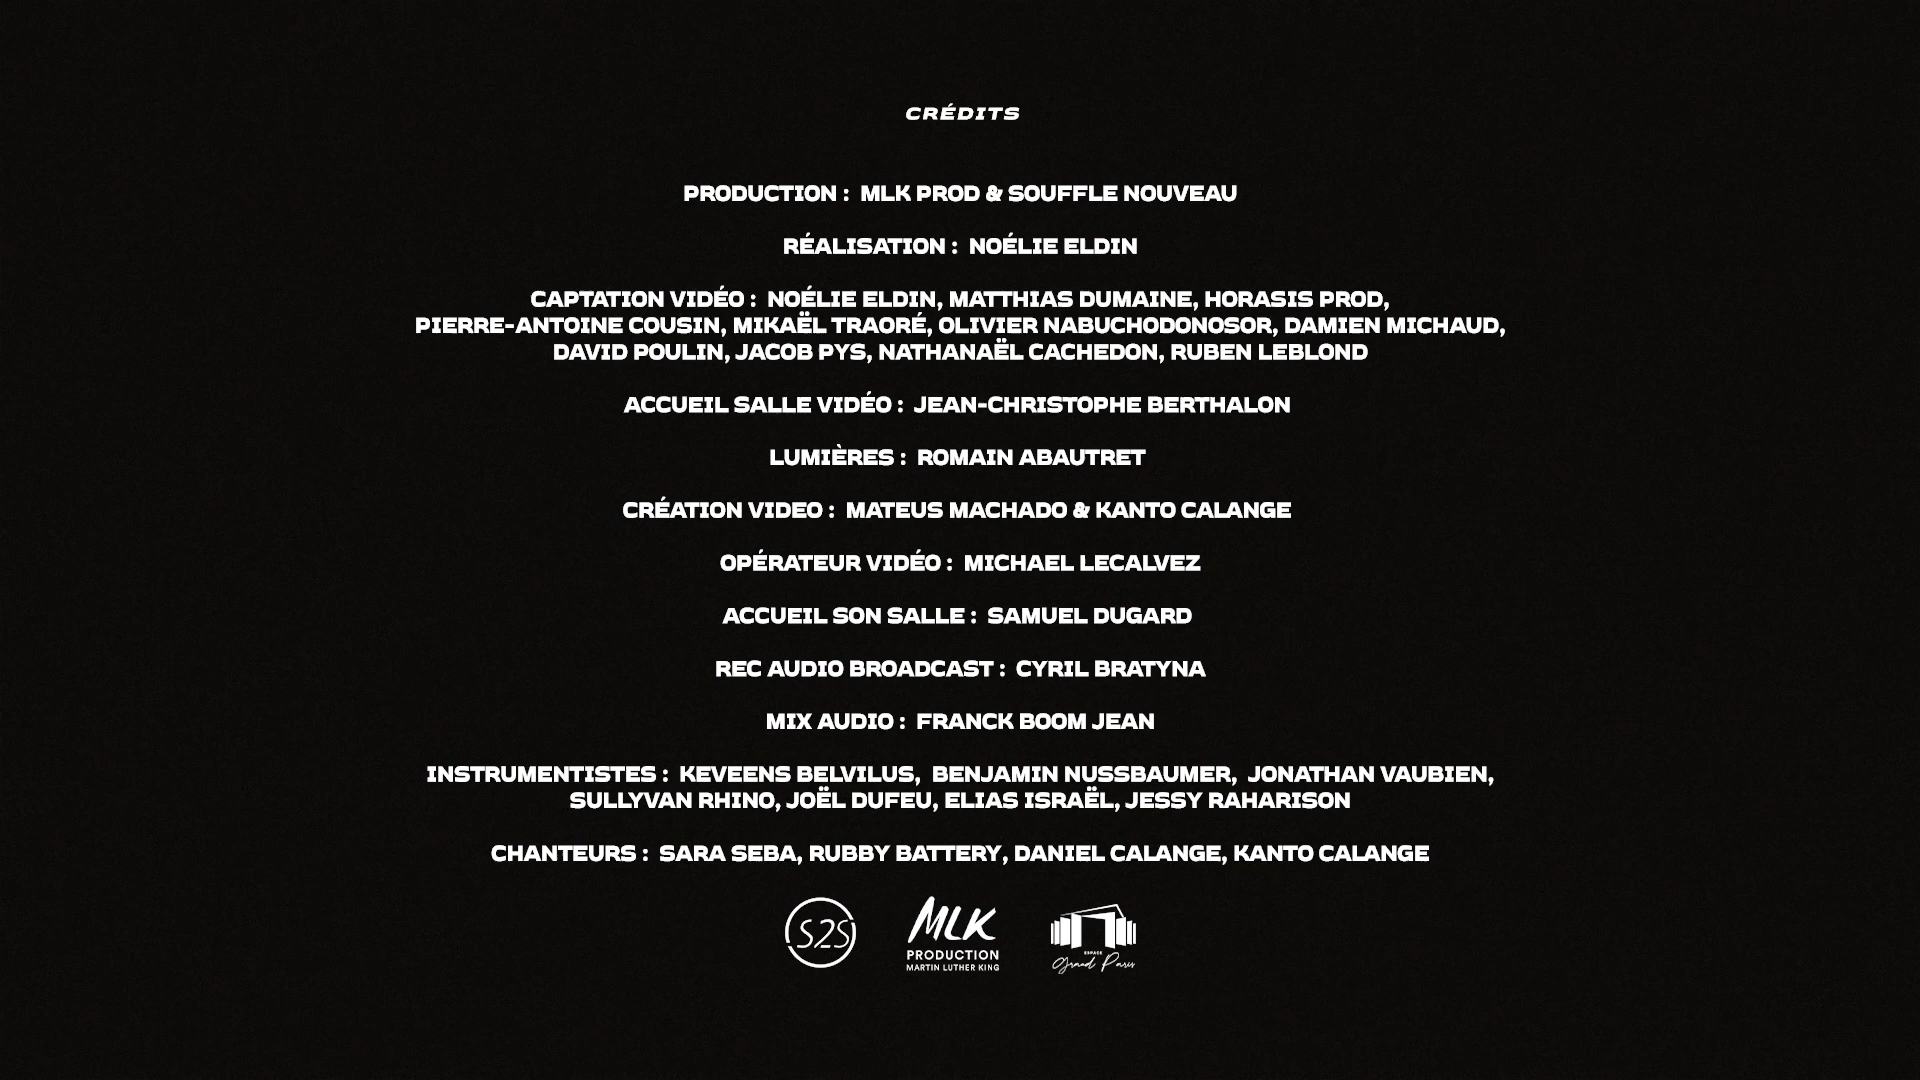 CRÉDITS
PRODUCTION : MLK PROD & SOUFFLE NOUVEAU
RÉALISATION : NOÉLIE ELDIN
CAPTATION VIDÉO : NOÉLIE ELDIN, MATTHIAS DUMAINE, HORASIS PROD,
PIERRE-ANTOINE COUSIN, MIKAËL TRAORÉ, OLIVIER NABUCHODONOSOR, DAMIEN MICHAUD,
DAVID POULIN, JACOB PYS, NATHANAËL CACHEDON, RUBEN LEBLOND
ACCUEIL SALLE VIDÉO : JEAN-CHRISTOPHE BERTHALON
LUMIÈRES : ROMAIN ABAUTRET
CRÉATION VIDEO : MATEUS MACHADO & KANTO CALANGE
OPÉRATEUR VIDÉO : MICHAEL LECALVEZ
ACCUEIL SON SALLE : SAMUEL DUGARD
REC AUDIO BROADCAST : CYRIL BRATYNA
MIX AUDIO : FRANCK BOOM JEAN
INSTRUMENTISTES : KEVEENS BELVILUS, BENJAMIN NUSSBAUMER, JONATHAN VAUBIEN,
SULLYVAN RHINO, JOËL DUFEU, ELIAS ISRAËL, JESSY RAHARISON
CHANTEURS : SARA SEBA, RUBBY BATTERY, DANIEL CALANGE, KANTO CALANGE
S2S
MLK
PRODUCTION
MARTIN LUTHER KING
ESPACE
Grand Paris